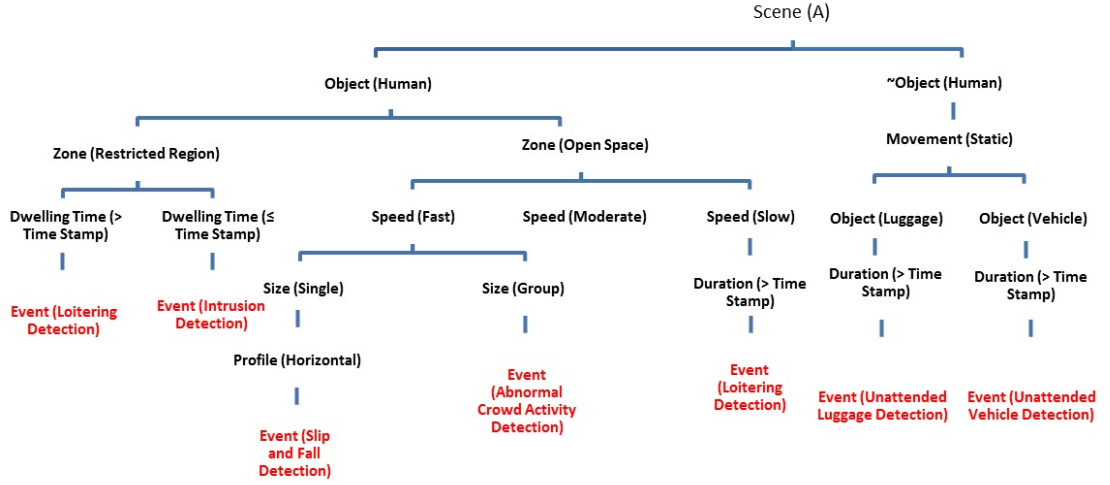 Scene (A)
Object (Human)
~Object (Human)
Zone (Restricted Region)
Zone (Open Space)
Movement (Static)
Dwelling Time (>
Time Stamp)
Dwelling Time (≤
Time Stamp)
Speed (Fast)
Speed (Moderate)
Speed (Slow)
Object (Luggage)
Object (Vehicle)
Event (Loitering
Detection)
Event (Intrusion
Detection)
Size (Single)
Size (Group)
Duration (> Time
Stamp)
Duration (> Time
Stamp)
Duration (> Time
Stamp)
Profile (Horizontal)
Event
(Abnormal
Crowd Activity
Detection)
Event
(Loitering
Detection)
Event (Unattended
Luggage Detection)
Event (Unattended
Vehicle Detection)
Event (Slip
and Fall
Detection)